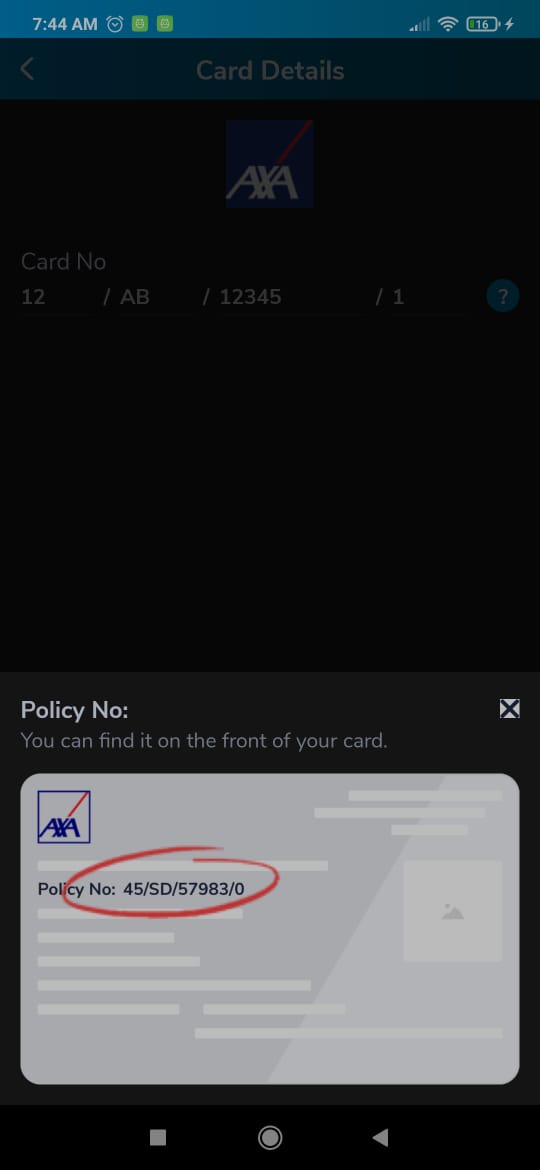 7:44 AM 16
Card Details
AXA
Card No
12 / AB / 12345 / 1 ?
Policy No:
You can find it on the front of your card.
AXA
Policy No: 45/SD/57983/0